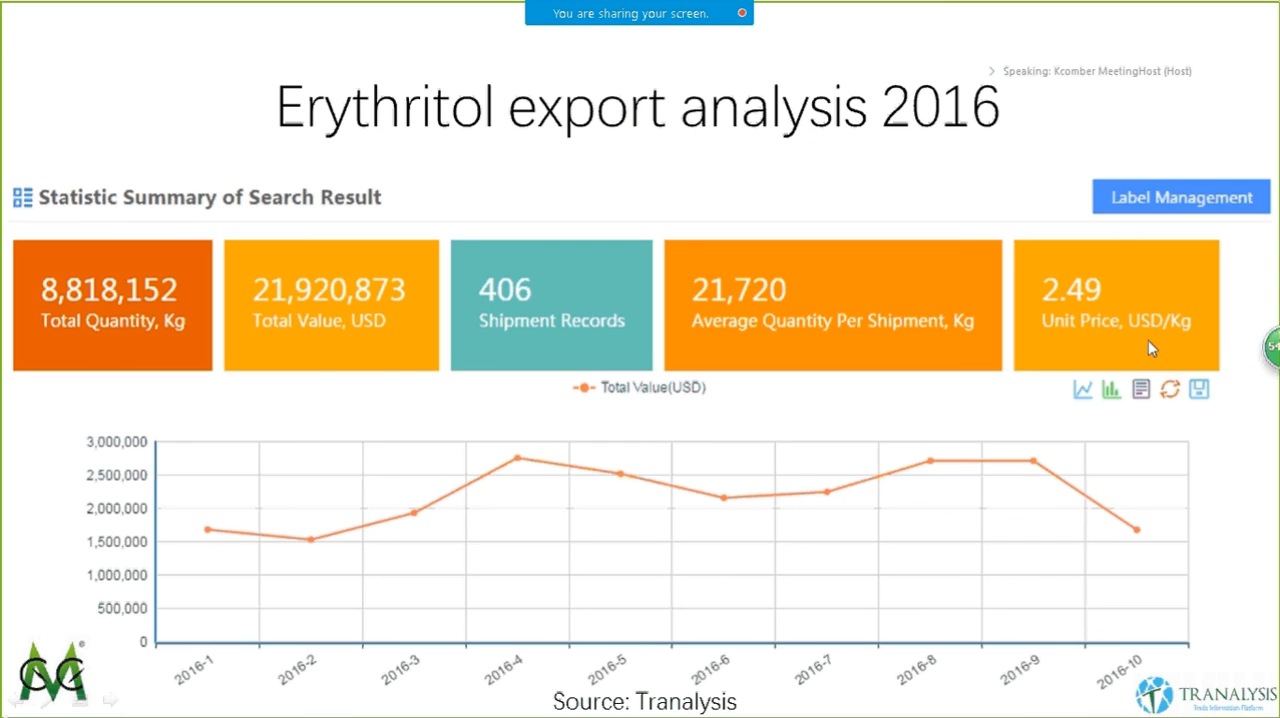 You are sharing your screen.
Speaking: Kcomber MeetingHost (Host)
Erythritol export analysis 2016
Statistic Summary of Search Result
Label Management
8,818,152
Total Quantity, Kg
21,920,873
Total Value, USD
406
Shipment Records
21,720
Average Quantity Per Shipment, Kg
2.49
Unit Price, USD/Kg
Total Value(USD)
3,000,000
2,500,000
2,000,000
1,500,000
1,000,000
500,000
0
2016-1
2016-2
2016-3
2016-4
2016-5
2016-6
2016-7
2016-8
2016-9
2016-10
Source: Tranalysis
TRANALYSIS
Trade Information Platform